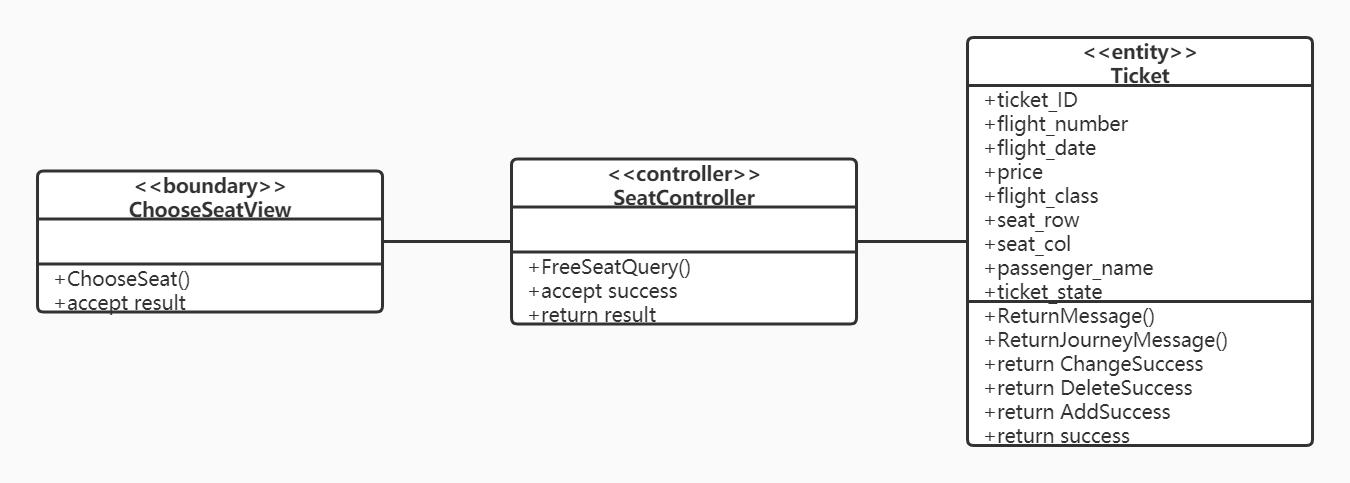 <<boundary>>
ChooseSeatView
+ChooseSeat()
+accept result
<<controller>>
SeatController
+FreeSeatQuery()
+accept success
+return result
<<entity>>
Ticket
+ticket_ID
+flight_number
+flight_date
+price
+flight_class
+seat_row
+seat_col
+passenger_name
+ticket_state
+ReturnMessage()
+ReturnJourneyMessage()
+return ChangeSuccess
+return DeleteSuccess
+return AddSuccess
+return success